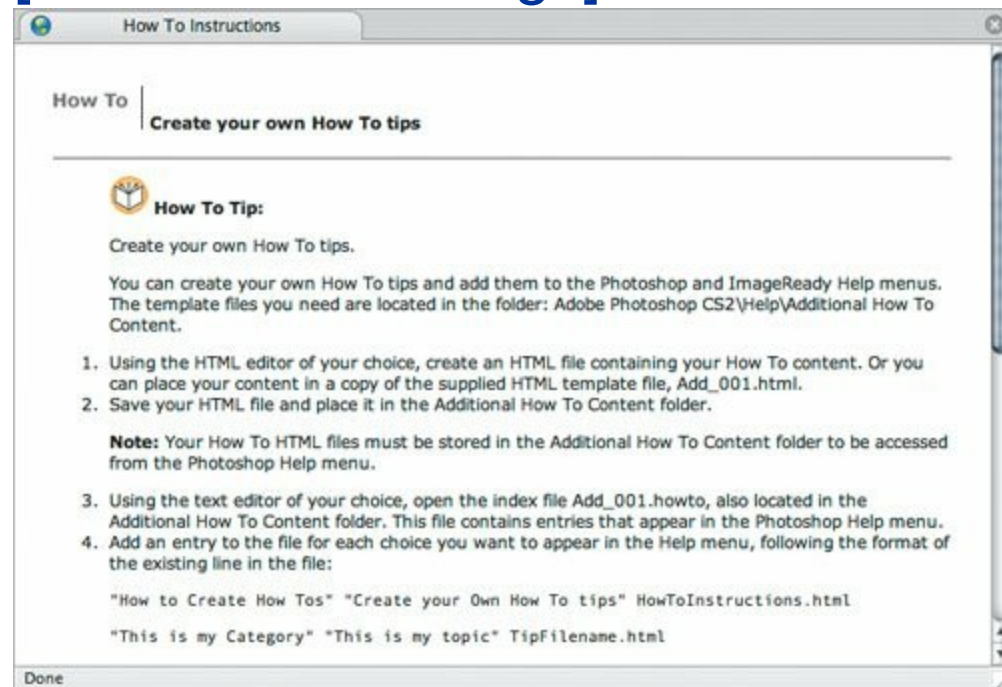 How To Instructions
How To
Create your own How To tips
How To Tip:
Create your own How To tips.
You can create your own How To tips and add them to the Photoshop and ImageReady Help menus.
The template files you need are located in the folder: Adobe Photoshop CS2\Help\Additional How To
Content.
1. Using the HTML editor of your choice, create an HTML file containing your How To content. Or you
can place your content in a copy of the supplied HTML template file, Add_001.html.
2. Save your HTML file and place it in the Additional How To Content folder.
Note: Your How To HTML files must be stored in the Additional How To Content folder to be accessed
from the Photoshop Help menu.
3. Using the text editor of your choice, open the index file Add_001.howto, also located in the
Additional How To Content folder. This file contains entries that appear in the Photoshop Help menu.
4. Add an entry to the file for each choice you want to appear in the Help menu, following the format of
the existing line in the file:
"How to Create How Tos" "Create your Own How To tips" HowToInstructions.html
"This is my Category" "This is my topic" TipFilename.html
Done